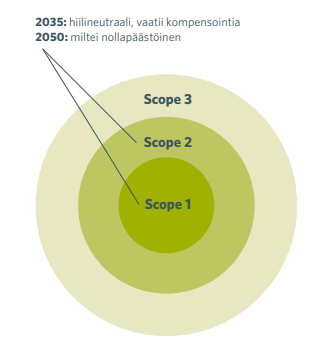 2035: hiilineutraali, vaatii kompensointia
2050: miltei nollapäästöinen
Scope 3
Scope 2
Scope 1